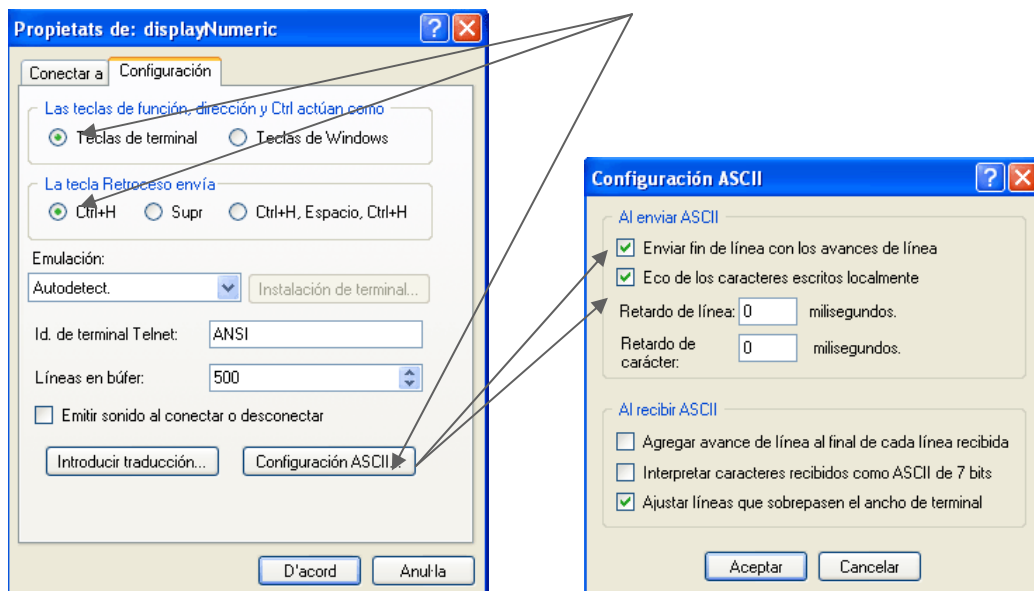 Propietats de: displayNumeric
Conectar a Configuración
Las teclas de función, dirección y Ctrl actúan como
Teclas de terminal Teclas de Windows
La tecla Retroceso envía
Ctrl+H Supr Ctrl+H, Espacio, Ctrl+H
Emulación:
Autodetect. Instalación de terminal...
Id. de terminal Telnet: ANSI
Líneas en búfer: 500
Emitir sonido al conectar o desconectar
Introducir traducción... Configuración ASCII...
D'acord Anul·la
Configuración ASCII
Al enviar ASCII
Enviar fin de línea con los avances de línea
Eco de los caracteres escritos localmente
Retardo de línea: 0 milisegundos.
Retardo de
carácter: 0 milisegundos.
Al recibir ASCII
Agregar avance de línea al final de cada línea recibida
Interpretar caracteres recibidos como ASCII de 7 bits
Ajustar líneas que sobrepasen el ancho de terminal
Aceptar Cancelar